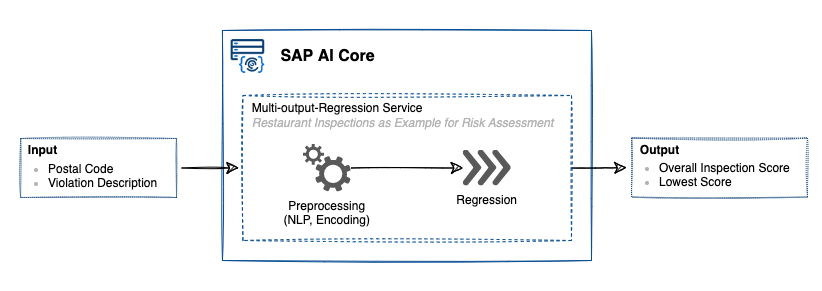 SAP AI Core
Multi-output-Regression Service
Restaurant Inspections as Example for Risk Assessment
Input
Postal Code
Violation Description
Preprocessing
(NLP, Encoding)
Regression
Output
Overall Inspection Score
Lowest Score